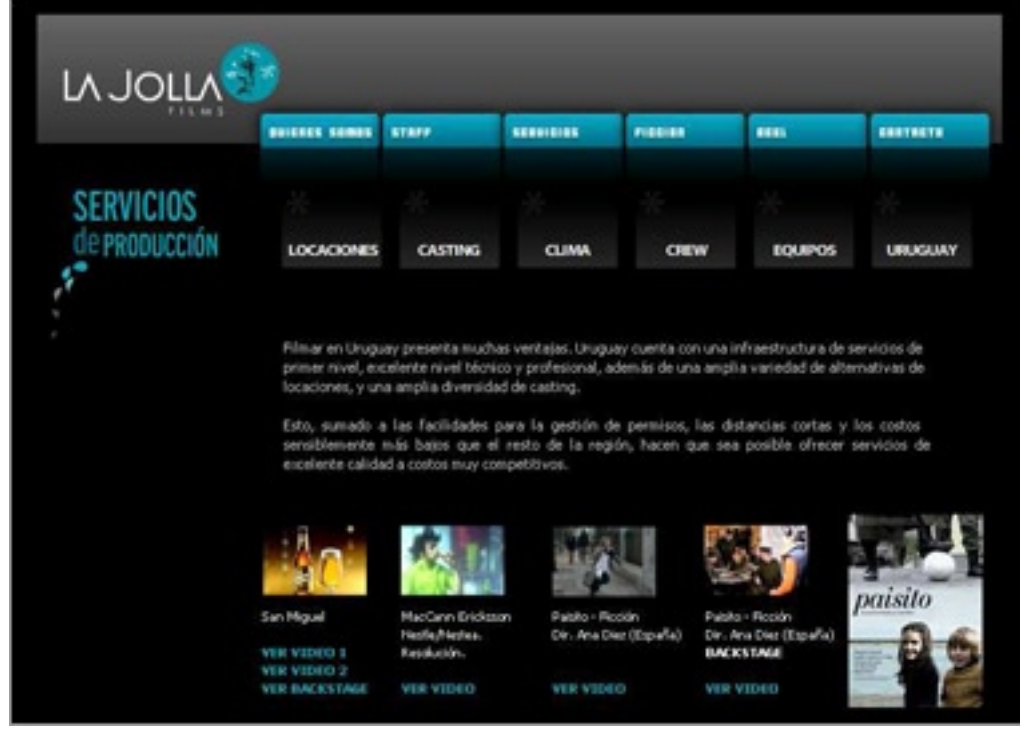 LA JOLLA
FILMS
QUIENES SOMOS STAFF SERVICIOS FICCION REEL CONTACTO
SERVICIOS
de PRODUCCIÓN
LOCACIONES CASTING CLIMA CREW EQUIPOS URUGUAY
Filmar en Uruguay presenta muchas ventajas. Uruguay cuenta con una infraestructura de servicios de
primer nivel, excelente nivel técnico y profesional, además de una amplia variedad de alternativas de
locaciones, y una amplia diversidad de casting.
Esto, sumado a las facilidades para la gestión de permisos, las distancias cortas y los costos
sensiblemente más bajos que el resto de la región, hacen que sea posible ofrecer servicios de
excelente calidad a costos muy competitivos.
San Miguel
VER VIDEO 1
VER VIDEO 2
VER BACKSTAGE
MacCann Ericksson
Nestle/Nestea.
Resolución.
VER VIDEO
Paisito - Ficción
Dir. Ana Diez (España)
VER VIDEO
Paisito - Ficción
Dir. Ana Diez (España)
BACKSTAGE
VER VIDEO
paisito